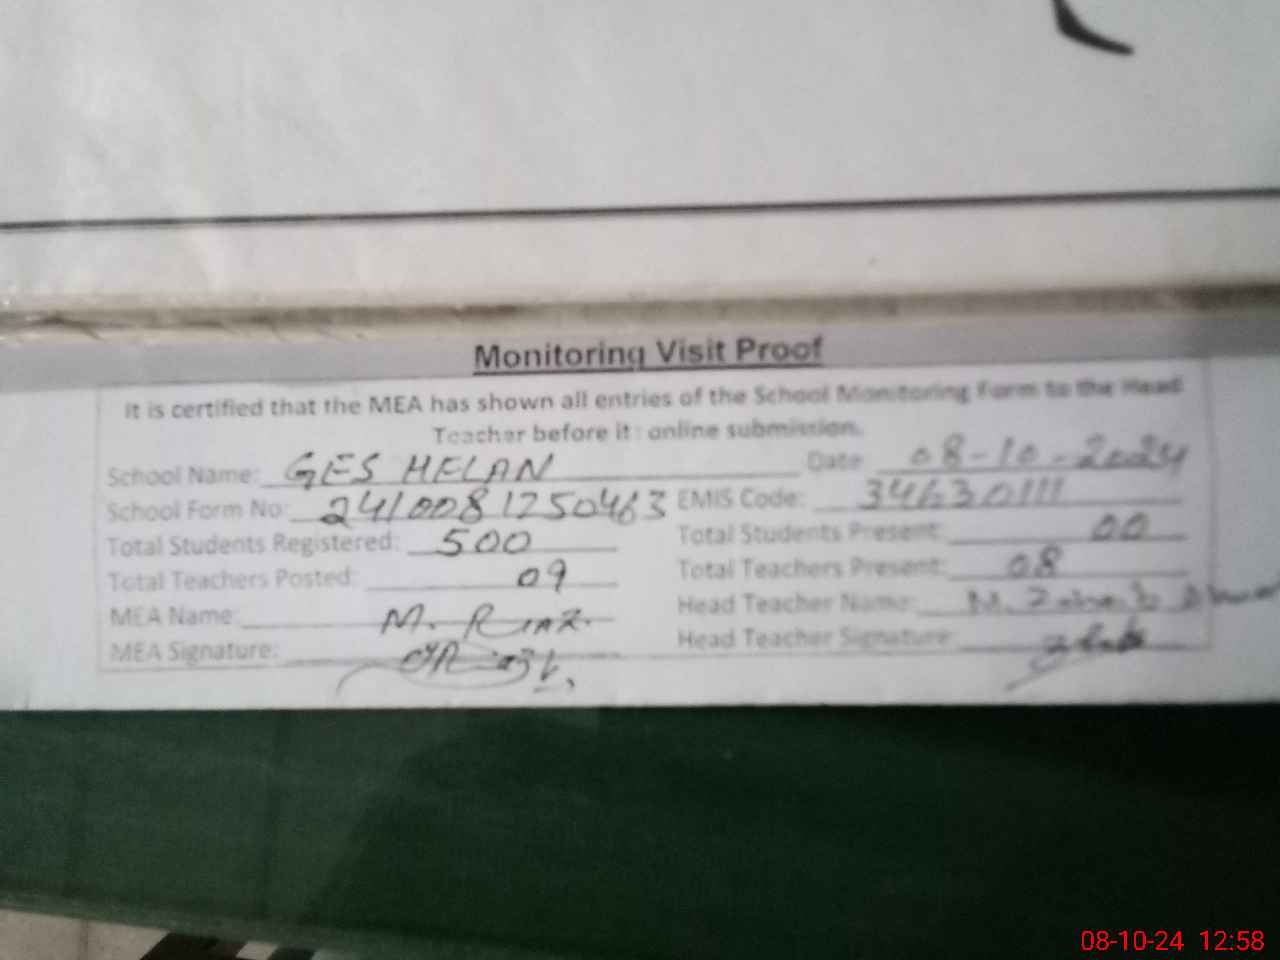 Monitoring Visit Proof
It is certified that the MEA has shown all entries of the School Monitoring Form to the Head
Teacher before it: online submission.
School Name: GES HELAN Date 08-10-2024
School Form No: 2410081250463 EMIS Code: 34630111
Total Students Registered: 500 Total Students Present: 00
Total Teachers Posted: 09 Total Teachers Present: 08
MEA Name: M. RIAZ. Head Teacher Name: M.
MEA Signature: Head Teacher Signature:
08-10-24 12:58